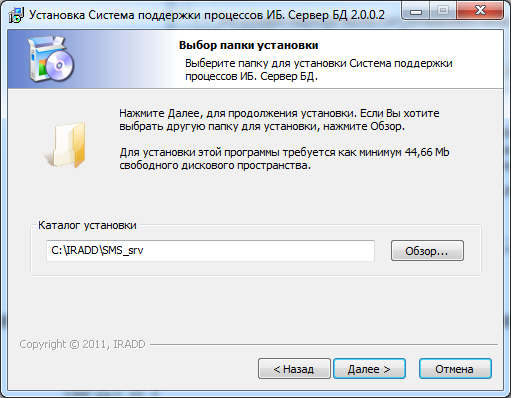 Установка Система поддержки процессов ИБ. Сервер БД 2.0.0.2
Выбор папки установки
Выберите папку для установки Система поддержки
процессов ИБ. Сервер БД.
Нажмите Далее, для продолжения установки. Если Вы хотите
выбрать другую папку для установки, нажмите Обзор.
Для установки этой программы требуется как минимум 44,66 Mb
свободного дискового пространства.
Каталог установки
C:\IRADD\SMS_srv
Обзор...
Copyright © 2011, IRADD
< Назад
Далее >
Отмена